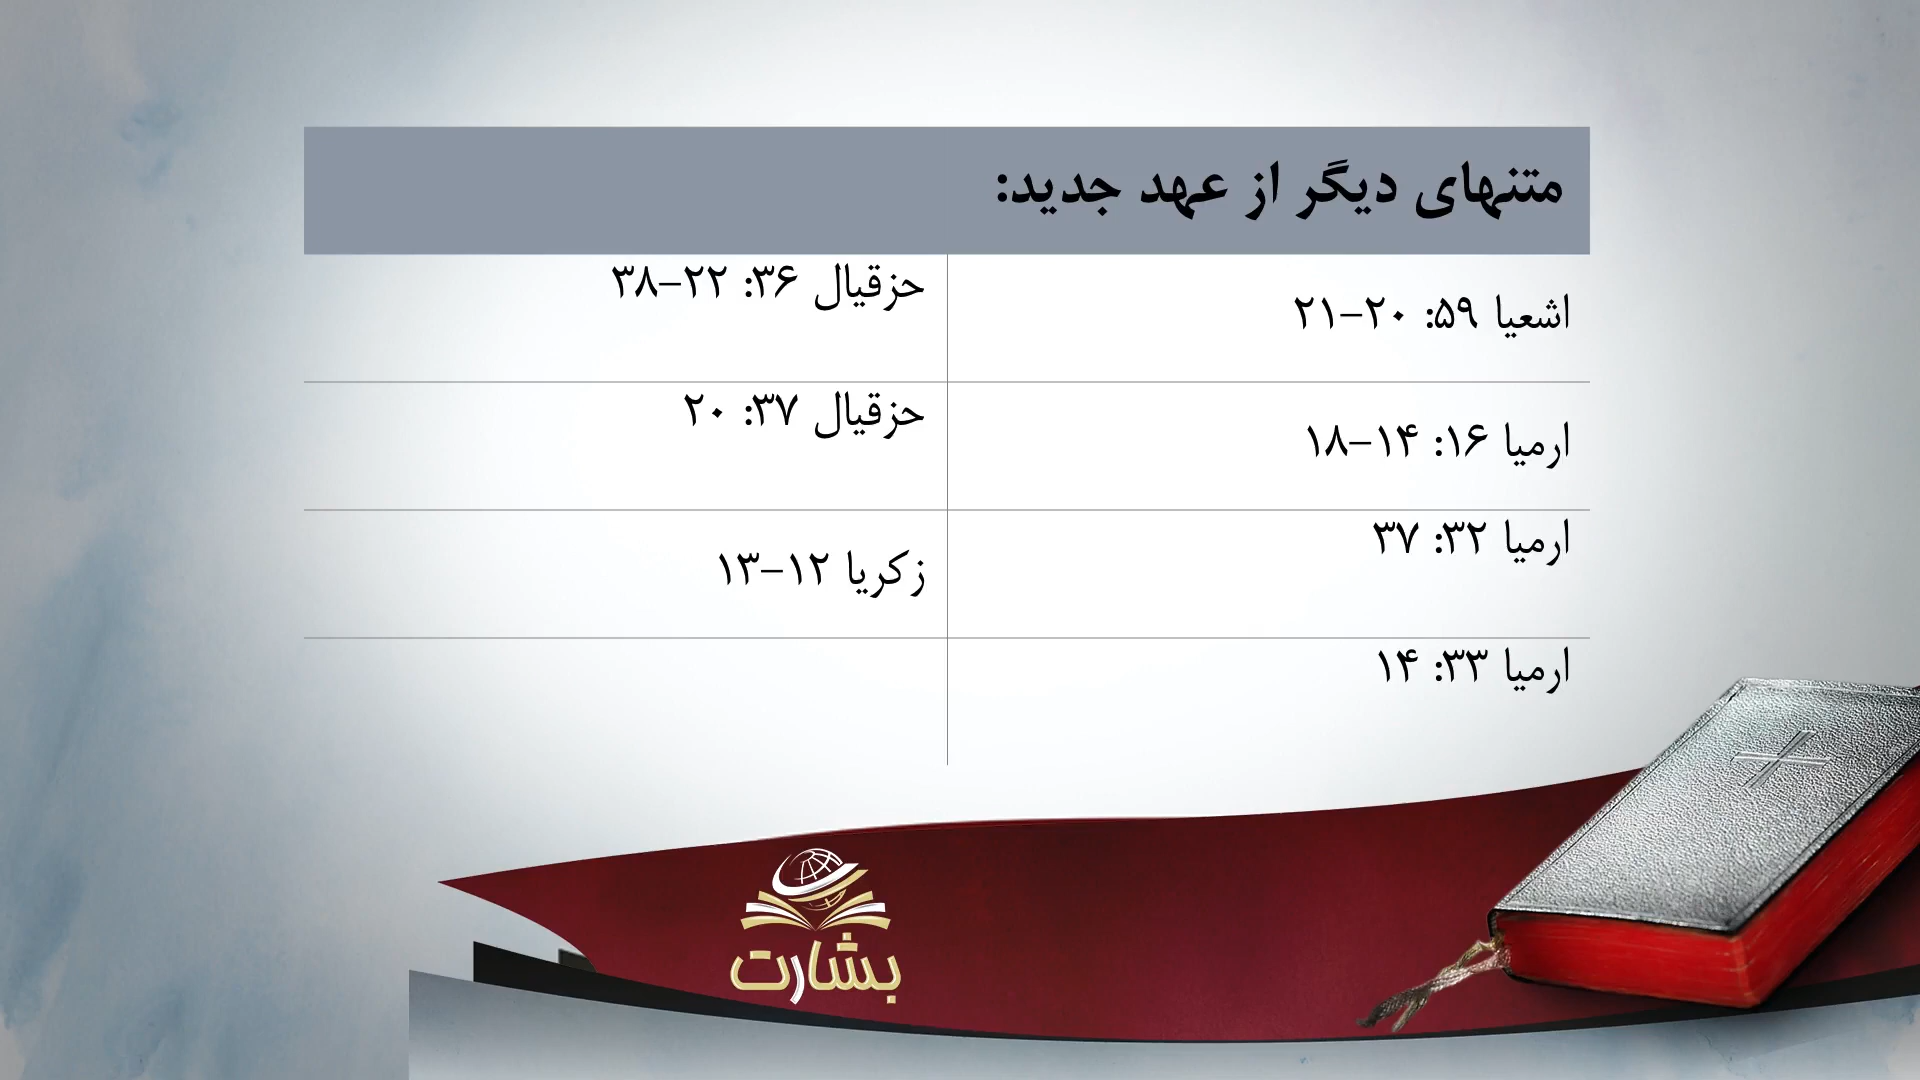 متنهای دیگر از عهد جدید:
اشعیا ۵۹: ۲۰–۲۱
حزقیال ۳۶: ۲۲–۳۸
ارمیا ۱۶: ۱۴–۱۸
حزقیال ۳۷: ۲۰
ارمیا ۳۲: ۳۷
زکریا ۱۲–۱۳
ارمیا ۳۳: ۱۴
بشارت